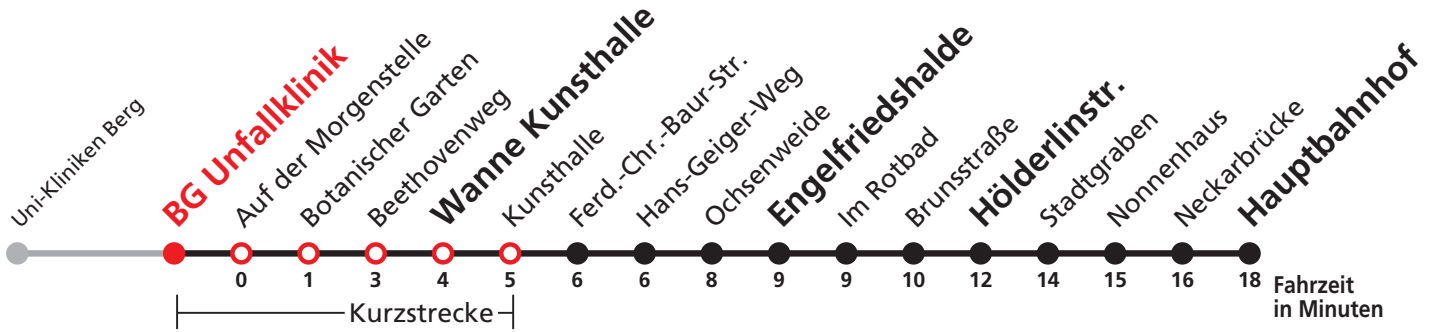 Uni-Kliniken Berg
BG Unfallklinik
Auf der Morgenstelle
Botanischer Garten
Beethovenweg
Wanne Kunsthalle
Kunsthalle
Ferd.-Chr.-Baur-Str.
Hans-Geiger-Weg
Ochsenweide
Engelfriedshalde
Im Rotbad
Brunsstraße
Hölderlinstr.
Stadtgraben
Nonnenhaus
Neckarbrücke
Hauptbahnhof
0 1 3 4 5 6 6 8 9 9 10 12 14 15 16 18
Fahrzeit
in Minuten
Kurzstrecke